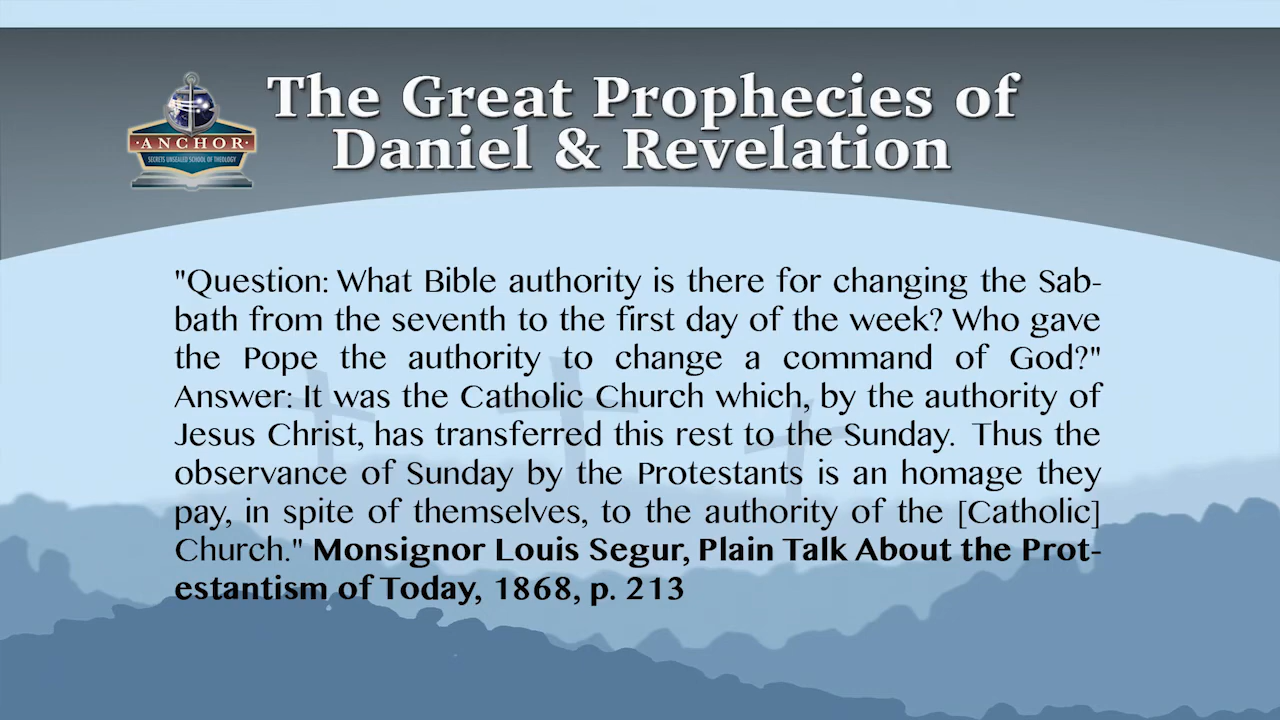 The Great Prophecies of
Daniel & Revelation
·ANCHOR·
SECRETS UNSEALED SCHOOL OF THEOLOGY
"Question: What Bible authority is there for changing the Sab-
bath from the seventh to the first day of the week? Who gave
the Pope the authority to change a command of God?"
Answer: It was the Catholic Church which, by the authority of
Jesus Christ, has transferred this rest to the Sunday. Thus the
observance of Sunday by the Protestants is an homage they
pay, in spite of themselves, to the authority of the [Catholic]
Church." Monsignor Louis Segur, Plain Talk About the Prot-
estantism of Today, 1868, p. 213